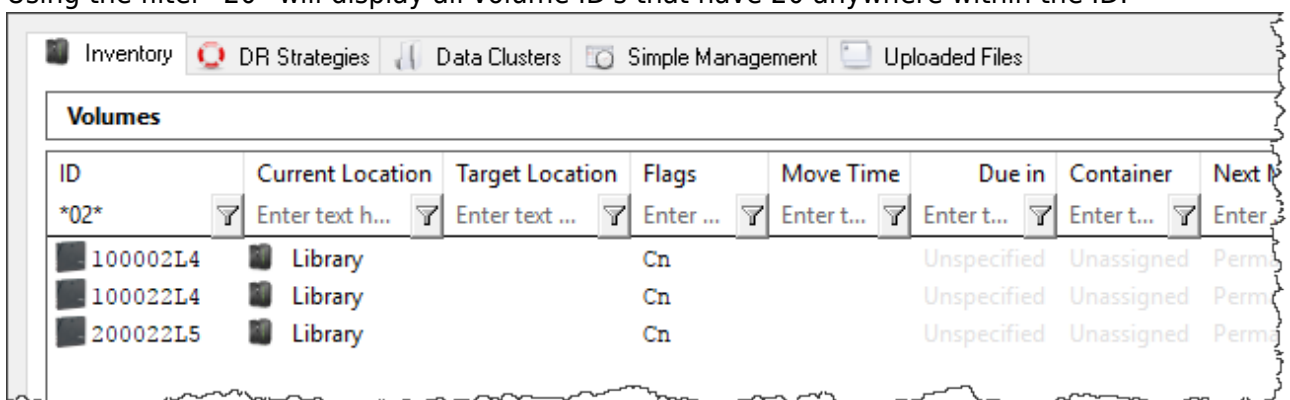 Using the filter *20* will display all volume ID's that have 20 anywhere within the ID.
Inventory DR Strategies Data Clusters Simple Management Uploaded Files
Volumes
ID Current Location Target Location Flags Move Time Due in Container Next
*02* Enter text h... Enter text ... Enter ... Enter t... Enter t... Enter t... Enter
100002L4 Library Cn Unspecified Unassigned
100022L4 Library Cn Unspecified Unassigned
200022L5 Library Cn Unspecified Unassigned